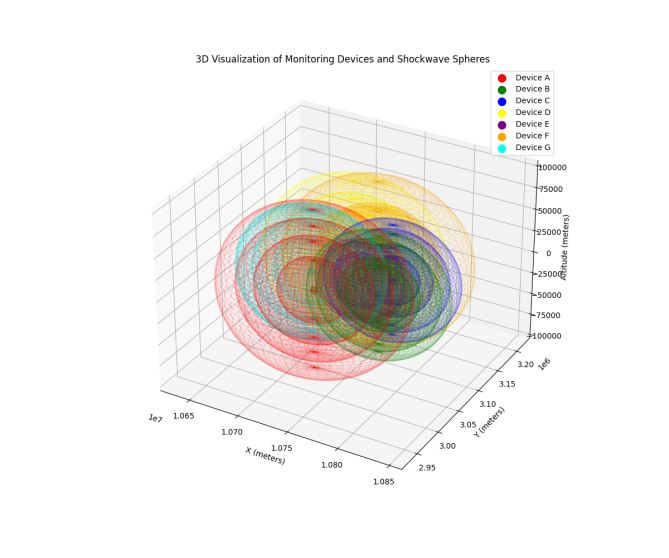 3D Visualization of Monitoring Devices and Shockwave Spheres
Device A
Device B
Device C
Device D
Device E
Device F
Device G
100000
75000
50000
25000
0
−25000
−50000
−75000
−100000
Altitude (meters)
1e6
3.20
3.15
3.10
3.05
3.00
2.95
Y (meters)
1e7
1.065
1.070
1.075
1.080
1.085
X (meters)